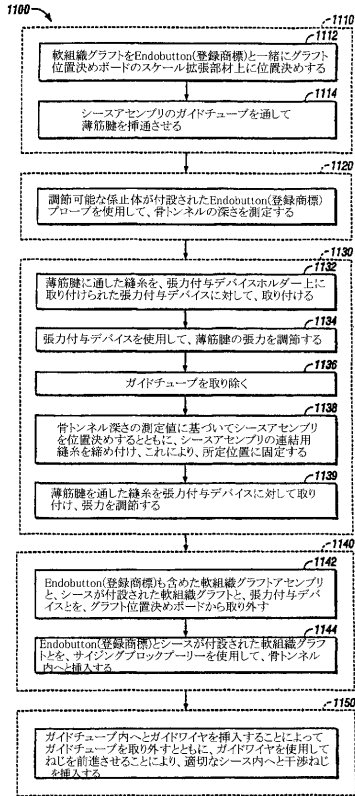 1100
1110
1112
軟組織グラフトをEndobutton(登録商標)と一緒にグラフト
位置決めボードのスケール拡張部材上に位置決めする
1114
シースアセンブリのガイドチューブを通して
薄筋腱を挿通させる
1120
調節可能な係止体が付設されたEndobutton(登録商標)
プローブを使用して、骨トンネルの深さを測定する
1130
1132
薄筋腱に通した縫糸を、張力付与デバイスホルダー上に
取り付けられた張力付与デバイスに対して、取り付ける
1134
張力付与デバイスを使用して、薄筋腱の張力を調節する
1136
ガイドチューブを取り除く
1138
骨トンネル深さの測定値に基づいてシースアセンブリ
を位置決めするとともに、シースアセンブリの連結用
縫糸を締め付け、これにより、所定位置に固定する
1139
薄筋腱を通した縫糸を張力付与デバイスに対して取り
付け、張力を調節する
1140
1142
Endobutton(登録商標)も含めた軟組織グラフトアセンブリ
と、シースが付設された軟組織グラフトと、張力付与デバ
イスとを、グラフト位置決めボードから取り外す
1144
Endobutton(登録商標)とシースが付設された軟組織グラフ
トとを、サイジングブロックプーリーを使用して、骨トンネル
内へと挿入する
1150
ガイドチューブ内へとガイドワイヤを挿入することによって
ガイドチューブを取り外すとともに、ガイドワイヤを使用して
ねじを前進させることにより、適切なシース内へと干渉ねじ
を挿入する